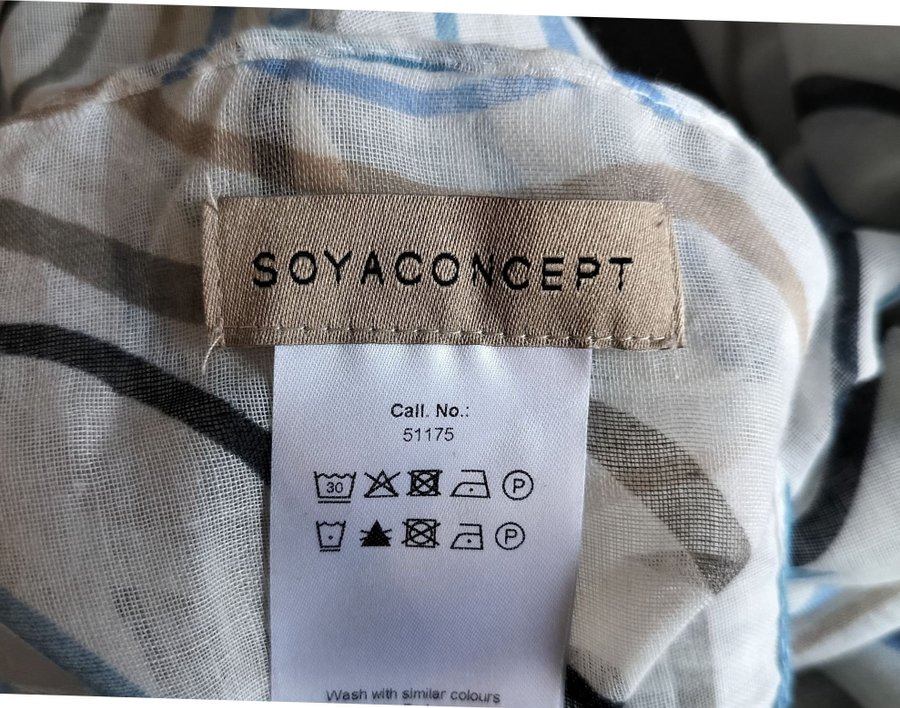 SOYACONCEPT
Call. No.:
51175
30
P
P
Wash with similar colours